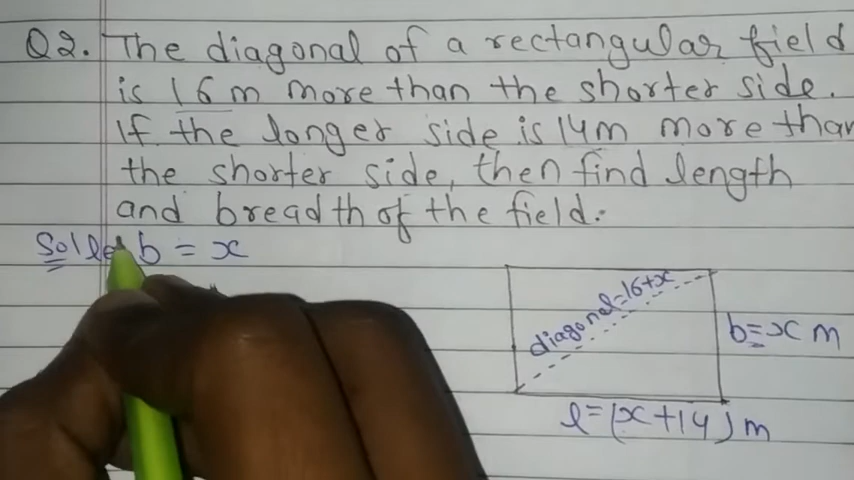 Q2. The diagonal of a rectangular field
is 16 m more than the shorter side.
If the longer side is 14m more than
the shorter side, then find length
and breadth of the field.
Sol b = x
diagonal=16+x
b=x m
l=(x+14)m